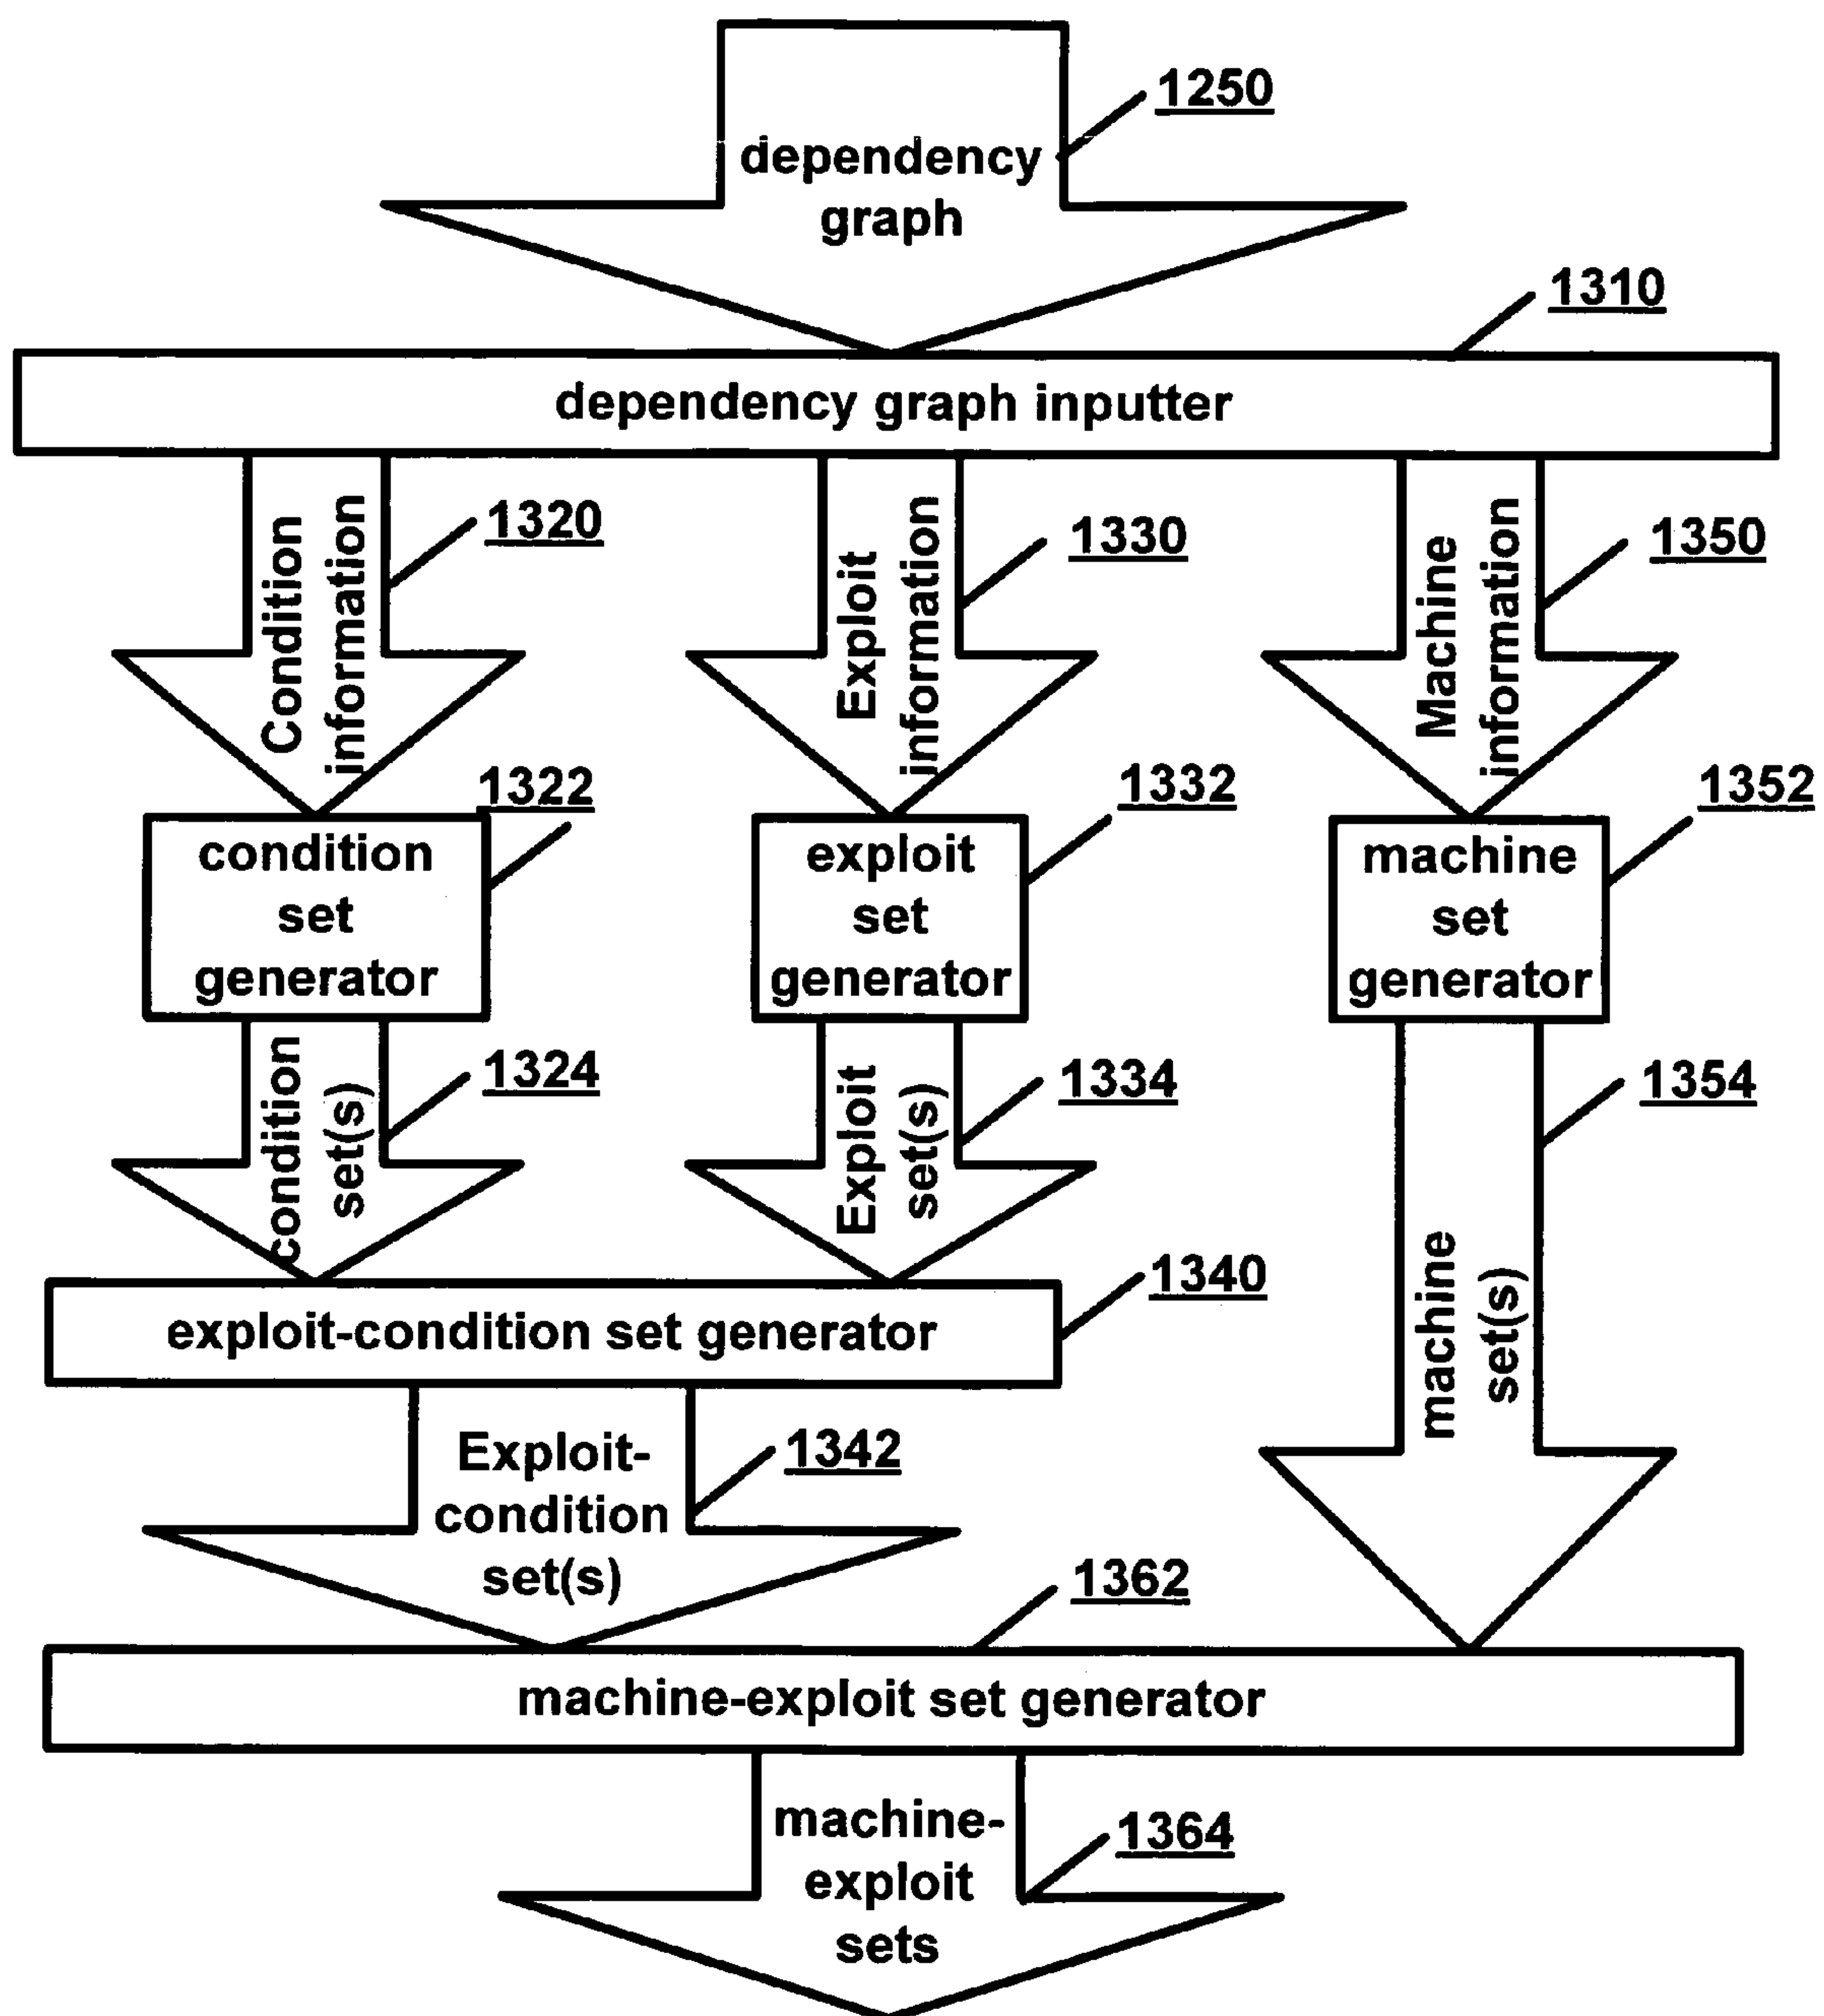 1250
dependency
graph
1310
dependency graph inputter
Condition
information
1320
Exploit
information
1330
Machine
information
1350
1322
condition
set
generator
1332
exploit
set
generator
1352
machine
set
generator
condition
set(s)
1324
Exploit
set(s)
1334
machine
set(s)
1354
1340
exploit-condition set generator
Exploit-
condition
set(s)
1342
1362
machine-exploit set generator
machine-
exploit
sets
1364